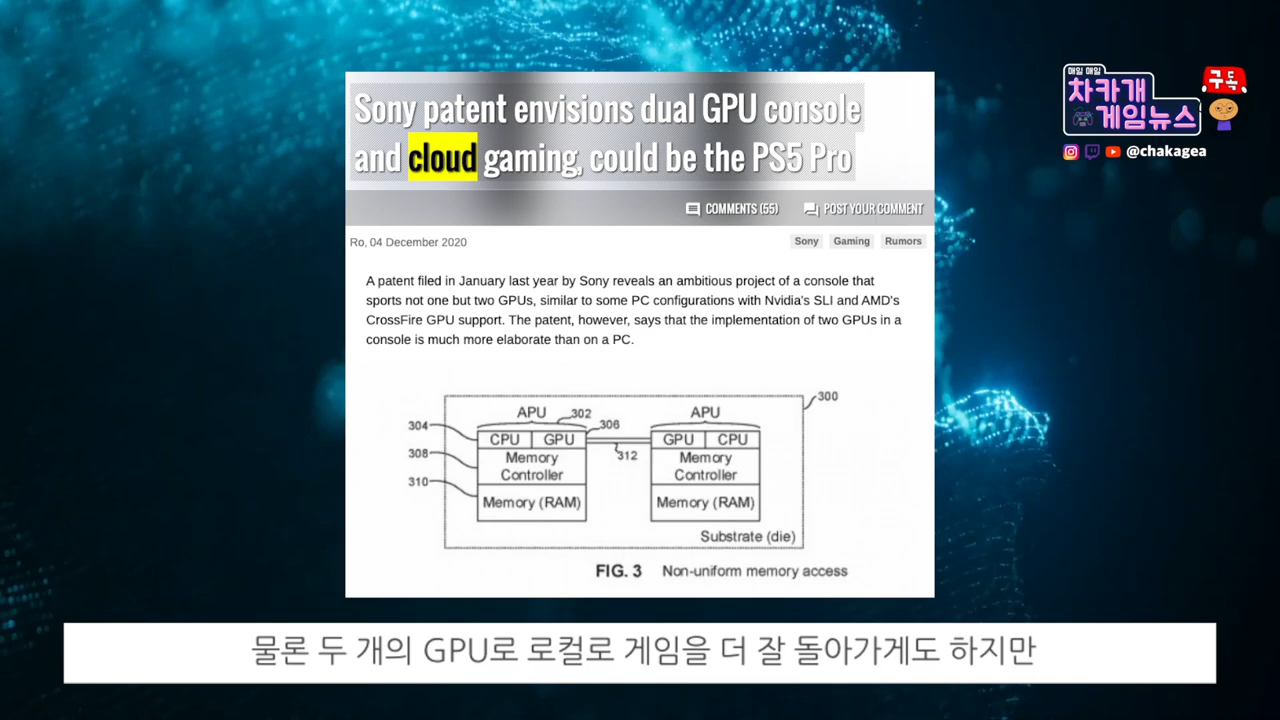 Sony patent envisions dual GPU console
and cloud gaming, could be the PS5 Pro
COMMENTS (55) POST YOUR COMMENT
Ro, 04 December 2020 Sony Gaming Rumors
A patent filed in January last year by Sony reveals an ambitious project of a console that
sports not one but two GPUs, similar to some PC configurations with Nvidia's SLI and AMD's
CrossFire GPU support. The patent, however, says that the implementation of two GPUs in a
console is much more elaborate than on a PC.
300
APU 302 APU
304 306
CPU GPU GPU CPU
312
308 Memory Controller Memory Controller
310 Memory (RAM) Memory (RAM)
Substrate (die)
FIG. 3 Non-uniform memory access
매일 매일
차카개
게임뉴스
구독
@chakagea
물론 두 개의 GPU로 로컬로 게임을 더 잘 돌아가게도 하지만